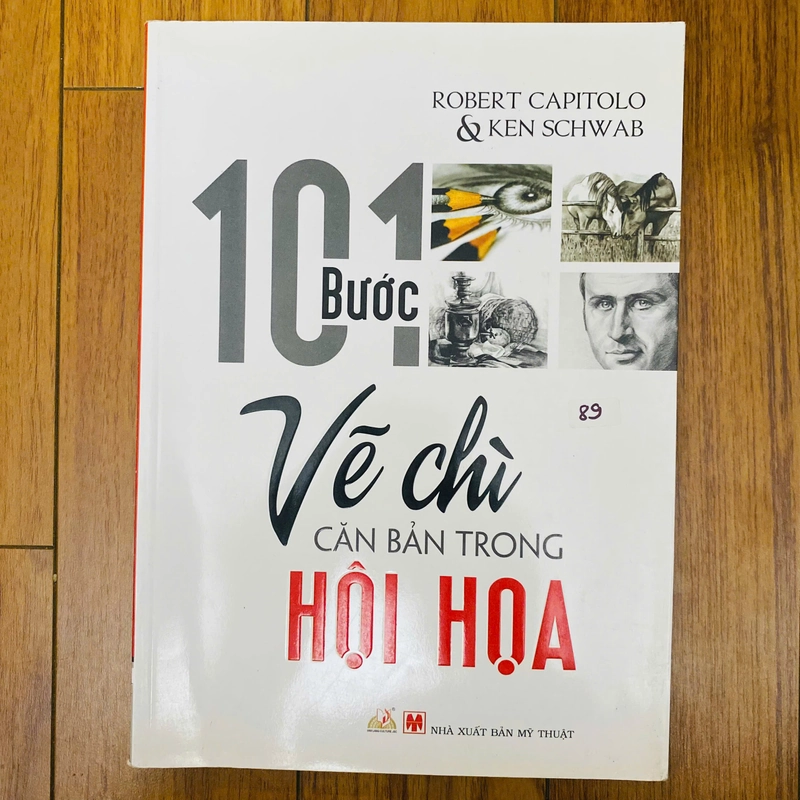 ROBERT CAPITOLO
& KEN SCHWAB
101
Bước
Vẽ chì
89
CĂN BẢN TRONG
HỘI HỌA
NHÀ XUẤT BẢN MỸ THUẬT